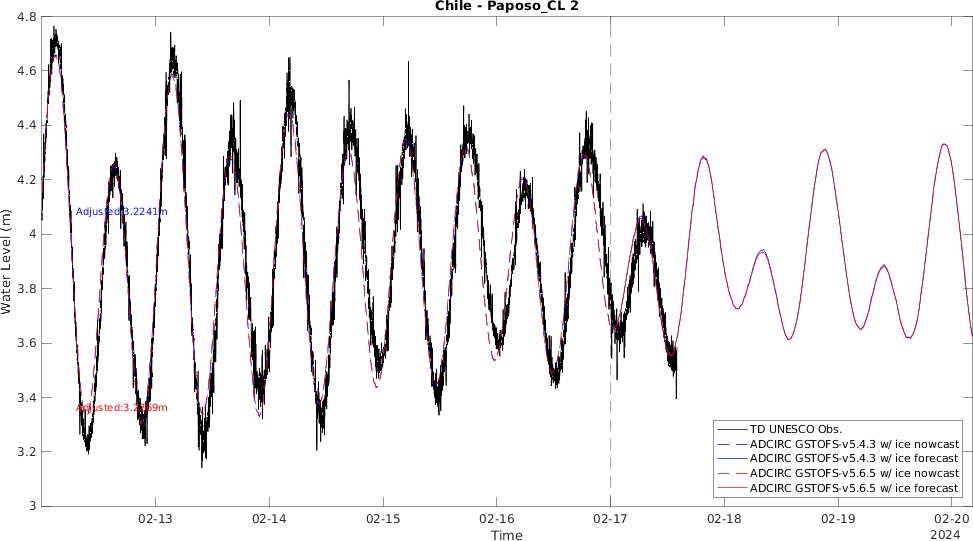 Chile - Paposo_CL 2
Water Level (m)
4.8
4.6
4.4
4.2
4
3.8
3.6
3.4
3.2
3
Adjusted:3.2241m
02-13
02-14
02-15
02-16
02-17
02-18
02-19
02-20
2024
Time
TD UNESCO Obs.
ADCIRC GSTOFS-v5.4.3 w/ ice nowcast
ADCIRC GSTOFS-v5.4.3 w/ ice forecast
ADCIRC GSTOFS-v5.6.5 w/ ice nowcast
ADCIRC GSTOFS-v5.6.5 w/ ice forecast